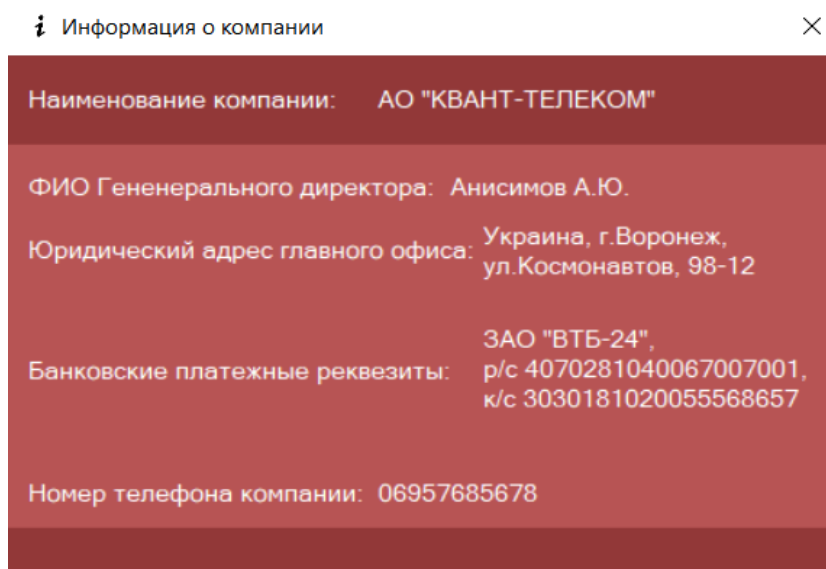 Информация о компании
Наименование компании: АО "КВАНТ-ТЕЛЕКОМ"
ФИО Гененерального директора: Анисимов А.Ю.
Юридический адрес главного офиса: Украина, г.Воронеж,
ул.Космонавтов, 98-12
Банковские платежные реквезиты: ЗАО "ВТБ-24",
р/с 4070281040067007001,
к/с 3030181020055568657
Номер телефона компании: 06957685678